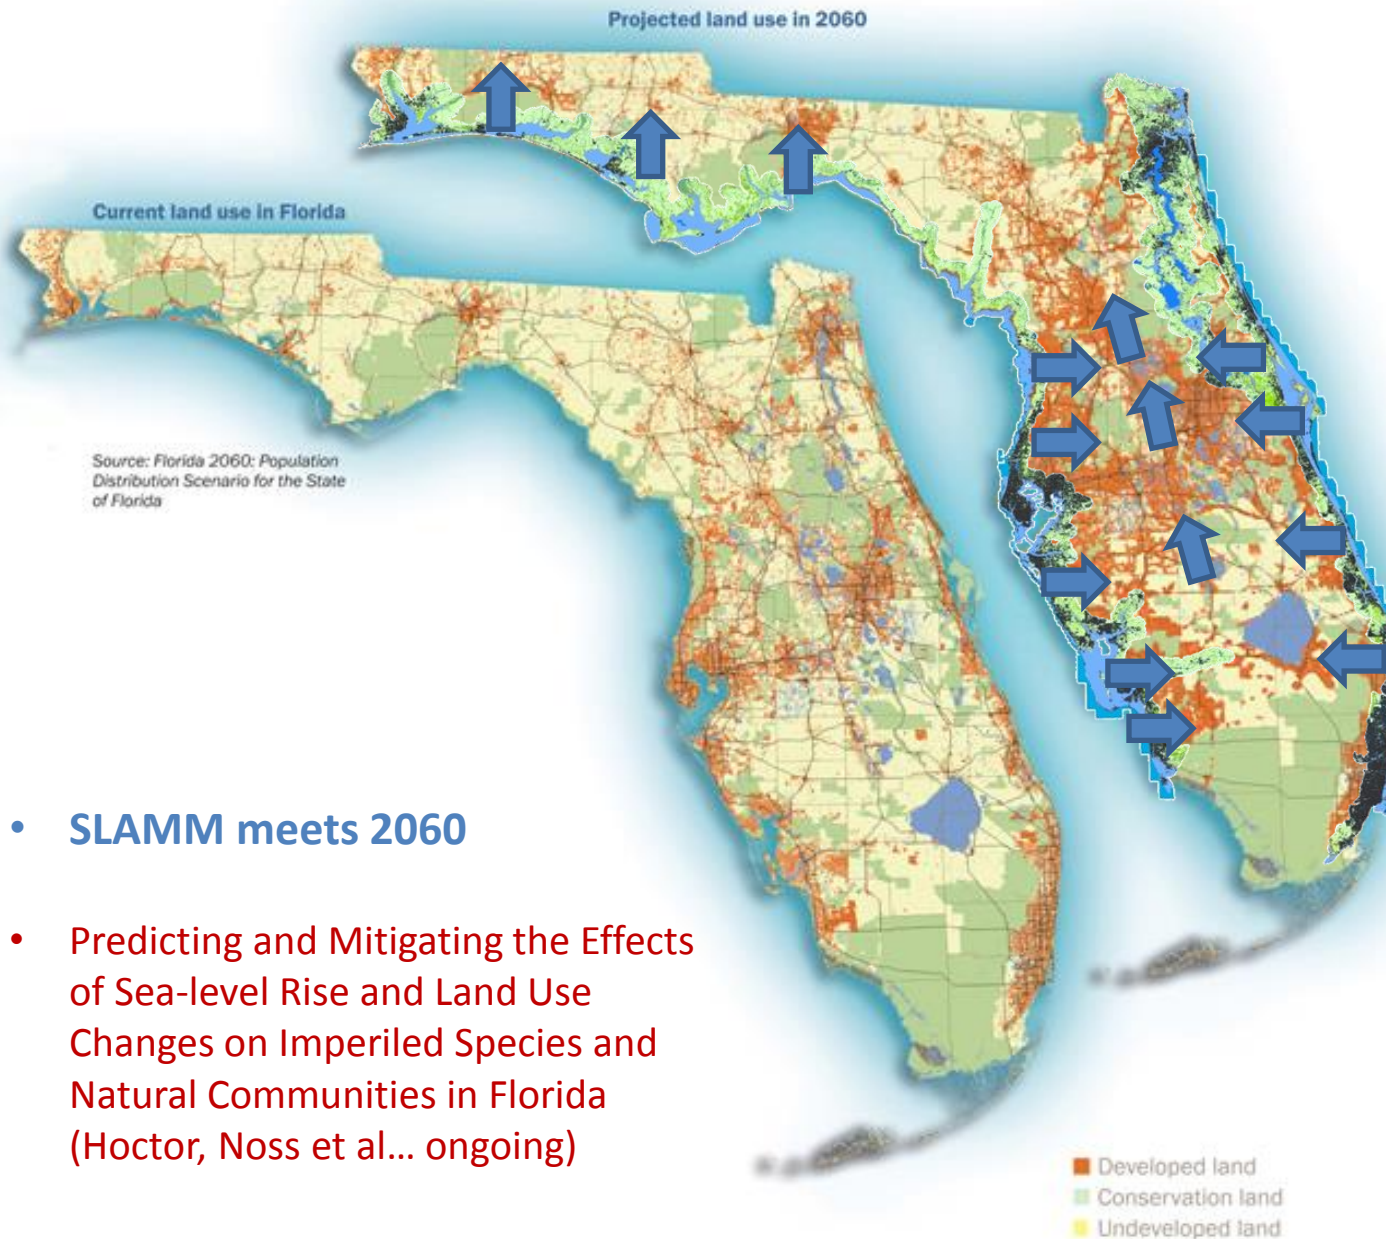 Projected land use in 2060
Current land use in Florida
Source: Florida 2060: Population
Distribution Scenario for the State
of Florida
• SLAMM meets 2060
• Predicting and Mitigating the Effects
of Sea-level Rise and Land Use
Changes on Imperiled Species and
Natural Communities in Florida
(Hoctor, Noss et al... ongoing)
Developed land
Conservation land
Undeveloped land